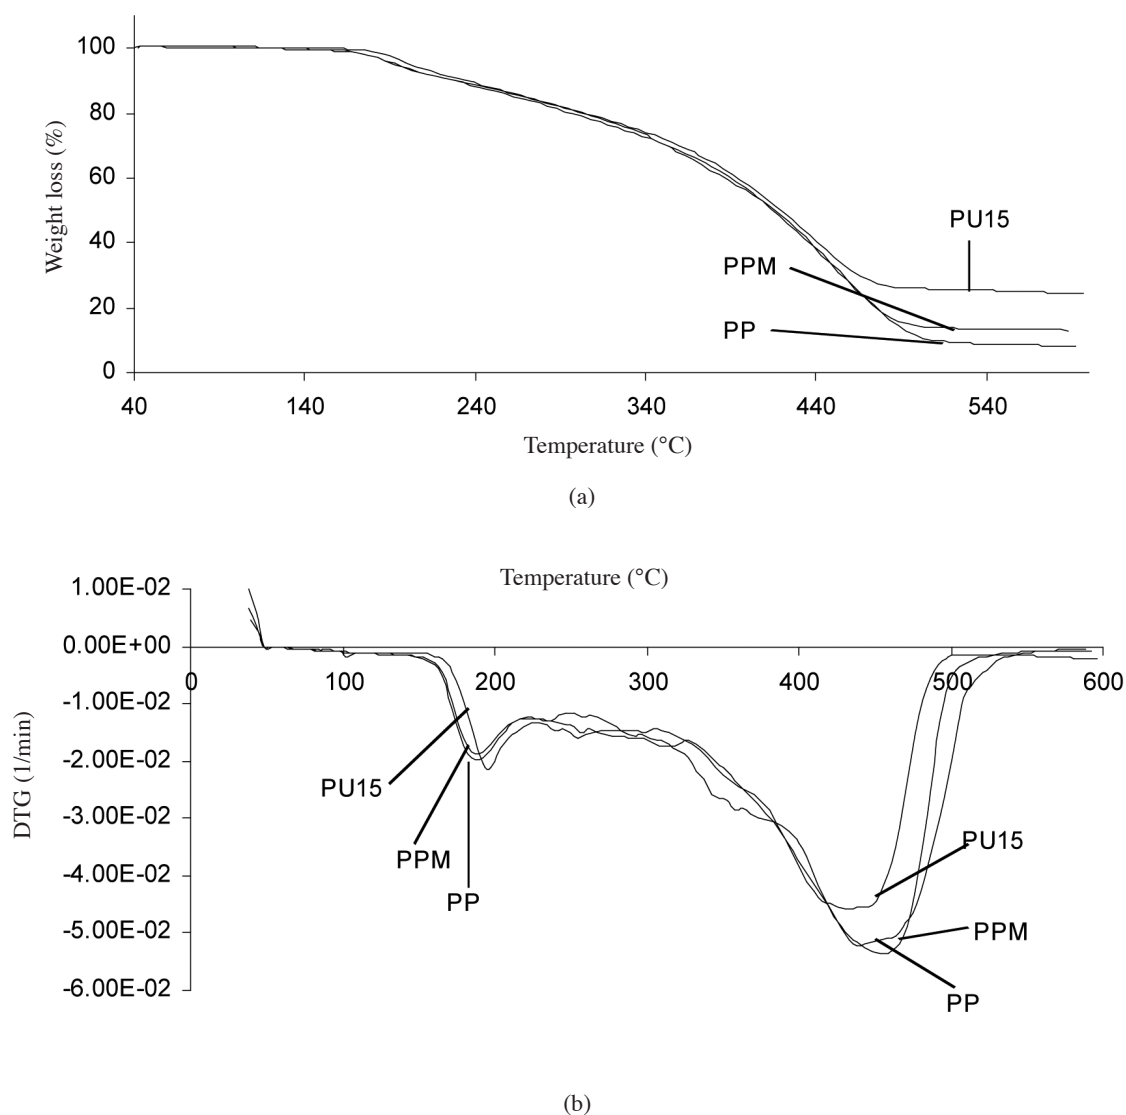 100
80
60
40
20
0
Weight loss (%)
PU15
PPM
PP
40 140 240 340 440 540
Temperature (°C)
(a)
Temperature (°C)
1.00E-02
0.00E+00
-1.00E-02
-2.00E-02
-3.00E-02
-4.00E-02
-5.00E-02
-6.00E-02
DTG (1/min)
0 100 200 300 400 500 600
PU15
PPM
PP
PU15
PPM
PP
(b)